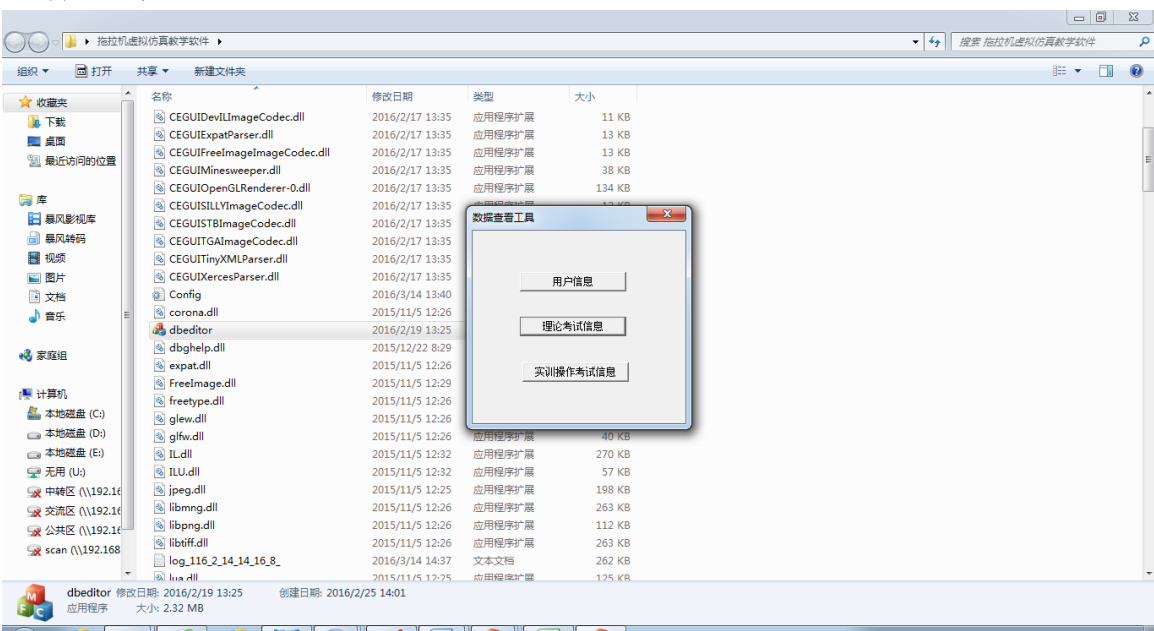 拖拉机虚拟仿真教学软件
搜索 拖拉机虚拟仿真教学软件
组织 打开 共享 新建文件夹
收藏夹
下载
桌面
最近访问的位置
库
暴风影视库
暴风转码
视频
图片
文档
音乐
家庭组
计算机
本地磁盘 (C:)
本地磁盘 (D:)
本地磁盘 (E:)
无用 (U:)
中转区 (\\192.16
交流区 (\\192.16
公共区 (\\192.16
scan (\\192.168
名称 修改日期 类型 大小
CEGUIDevILImageCodec.dll 2016/2/17 13:35 应用程序扩展 11 KB
CEGUIExpatParser.dll 2016/2/17 13:35 应用程序扩展 13 KB
CEGUIFreeImageImageCodec.dll 2016/2/17 13:35 应用程序扩展 13 KB
CEGUIMinesweeper.dll 2016/2/17 13:35 应用程序扩展 38 KB
CEGUIOpenGLRenderer-0.dll 2016/2/17 13:35 应用程序扩展 134 KB
CEGUISILLYImageCodec.dll 2016/2/17 13:35 应用程序扩展 12 KB
CEGUISTBImageCodec.dll 2016/2/17 13:35
CEGUITGAImageCodec.dll 2016/2/17 13:35
CEGUITinyXMLParser.dll 2016/2/17 13:35
CEGUIXercesParser.dll 2016/2/17 13:35
Config 2016/3/14 13:40
corona.dll 2015/11/5 12:26
dbeditor 2016/2/19 13:25
dbghelp.dll 2015/12/22 8:29
expat.dll 2015/11/5 12:26
FreeImage.dll 2015/11/5 12:29
freetype.dll 2015/11/5 12:26
glew.dll 2015/11/5 12:26
glfw.dll 2015/11/5 12:26 应用程序扩展 40 KB
IL.dll 2015/11/5 12:32 应用程序扩展 270 KB
ILU.dll 2015/11/5 12:32 应用程序扩展 57 KB
jpeg.dll 2015/11/5 12:25 应用程序扩展 198 KB
libmng.dll 2015/11/5 12:26 应用程序扩展 263 KB
libpng.dll 2015/11/5 12:26 应用程序扩展 112 KB
libtiff.dll 2015/11/5 12:26 应用程序扩展 263 KB
log_116_2_14_14_16_8_ 2016/3/14 14:37 文本文档 262 KB
lua.dll 2015/11/5 12:25 应用程序扩展 125 KB
数据查看工具
用户信息
理论考试信息
实训操作考试信息
dbeditor 修改日期: 2016/2/19 13:25 创建日期: 2016/2/25 14:01
应用程序 大小: 2.32 MB